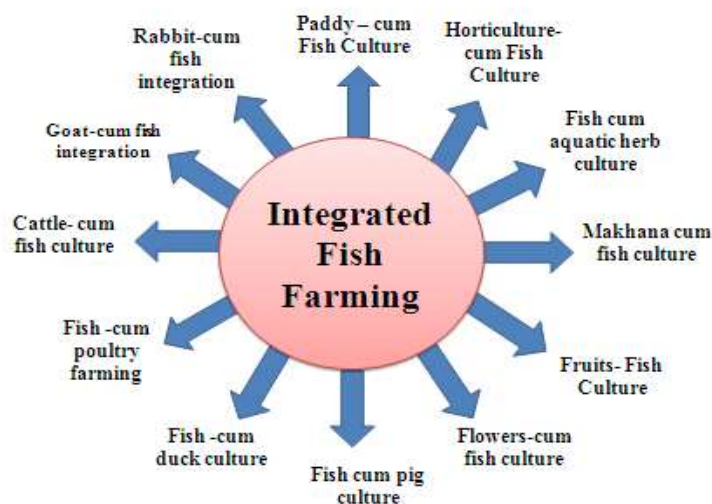 Paddy – cum
Fish Culture
Horticulture-
cum Fish
Culture
Fish cum
aquatic herb
culture
Makhana cum
fish culture
Fruits- Fish
Culture
Flowers-cum
fish culture
Fish cum pig
culture
Fish -cum
duck culture
Fish -cum
poultry
farming
Cattle- cum
fish culture
Goat-cum fish
integration
Rabbit-cum
fish
integration
Integrated
Fish
Farming